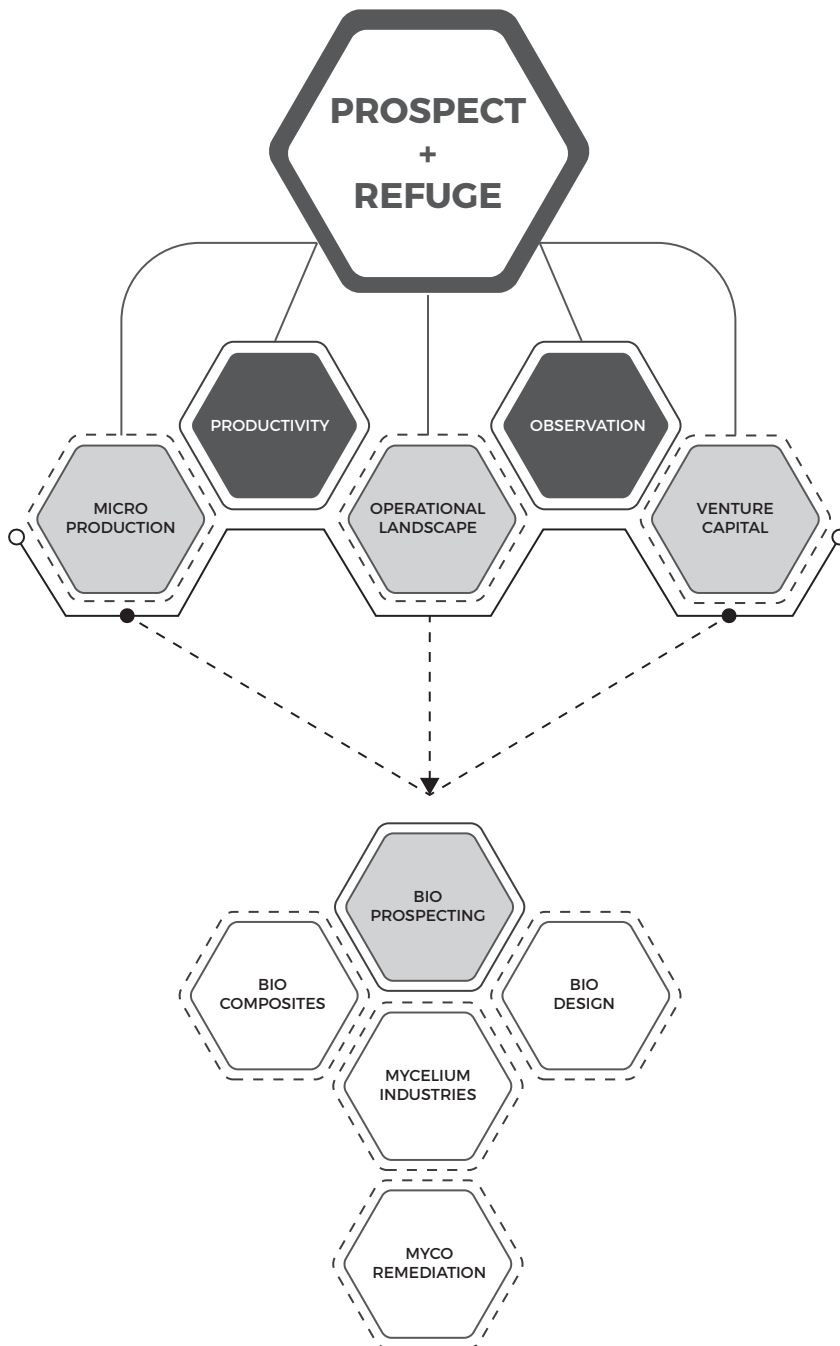 PROSPECT
+
REFUGE
PRODUCTIVITY
OBSERVATION
MICRO
PRODUCTION
OPERATIONAL
LANDSCAPE
VENTURE
CAPITAL
BIO
PROSPECTING
BIO
COMPOSITES
BIO
DESIGN
MYCELIUM
INDUSTRIES
MYCO
REMEDIATION